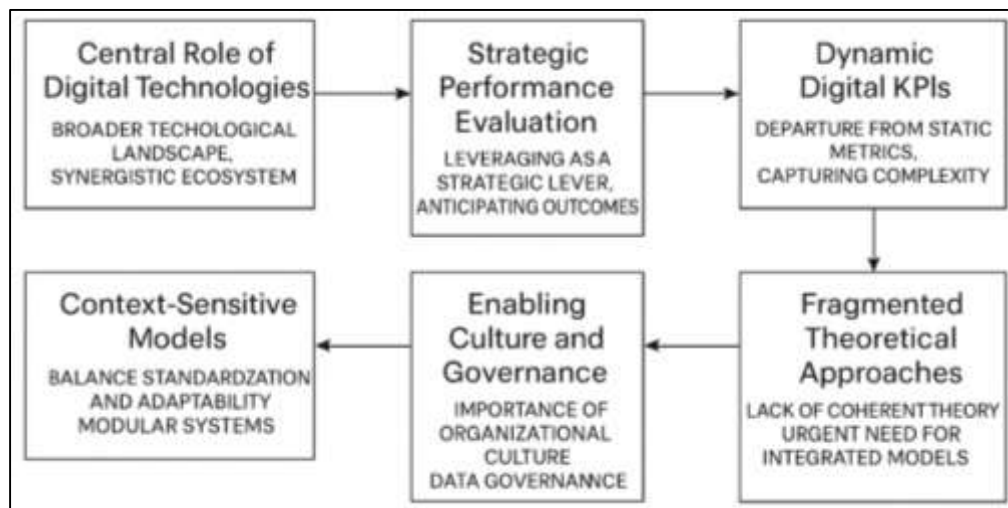 Central Role of
Digital Technologies
BROADER TECHOLOGICAL
LANDSCAPE,
SYNERGISTIC ECOSYSTEM
Strategic
Performance
Evaluation
LEVERAGING AS A
STRATEGIC LEVER,
ANTICIPATING OUTCOMES
Dynamic
Digital KPIs
DEPARTURE FROM STATIC
METRICS,
CAPTURING COMPLEXITY
Fragmented
Theoretical
Approaches
LACK OF COHERENT THEORY
URGENT NEED FOR
INTEGRATED MODELS
Enabling
Culture and
Governance
IMPORTANCE OF
ORGANIZATIONAL
CULTURE
DATA GOVERNANNCE
Context-Sensitive
Models
BALANCE STANDARDZATION
AND ADAPTABILITY
MODULAR SYSTEMS